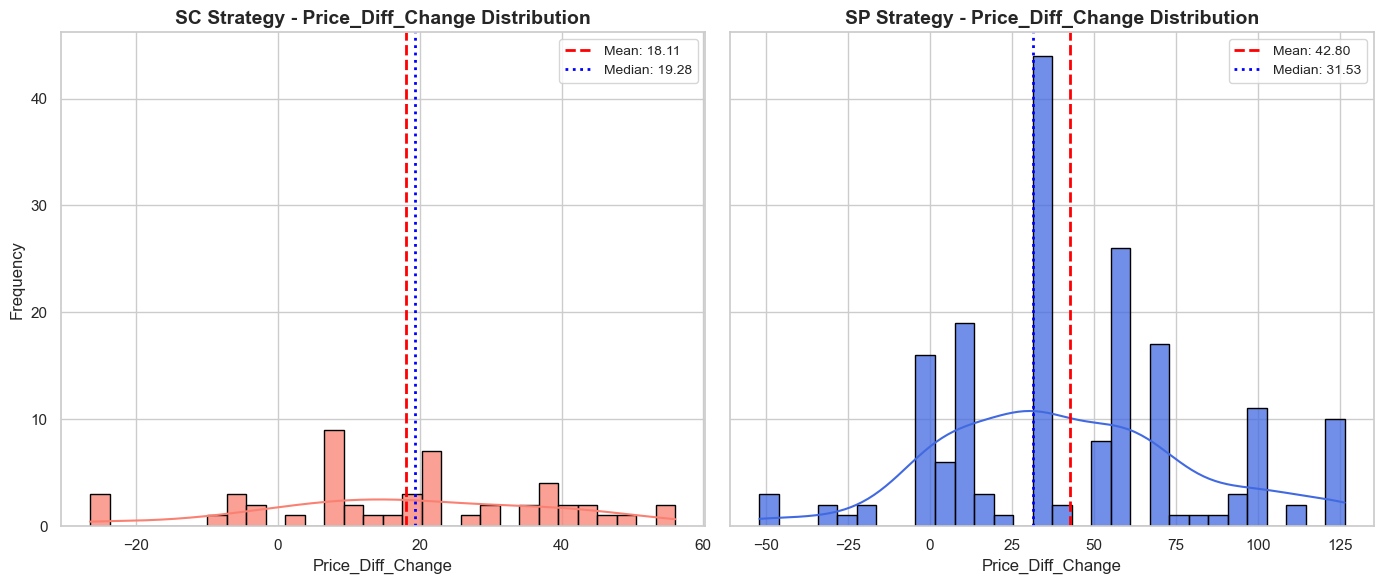 SC Strategy - Price_Diff_Change Distribution
Mean: 18.11
Median: 19.28
Frequency
40
30
20
10
0
−20
0
20
40
60
Price_Diff_Change
SP Strategy - Price_Diff_Change Distribution
Mean: 42.80
Median: 31.53
−50
−25
0
25
50
75
100
125
Price_Diff_Change